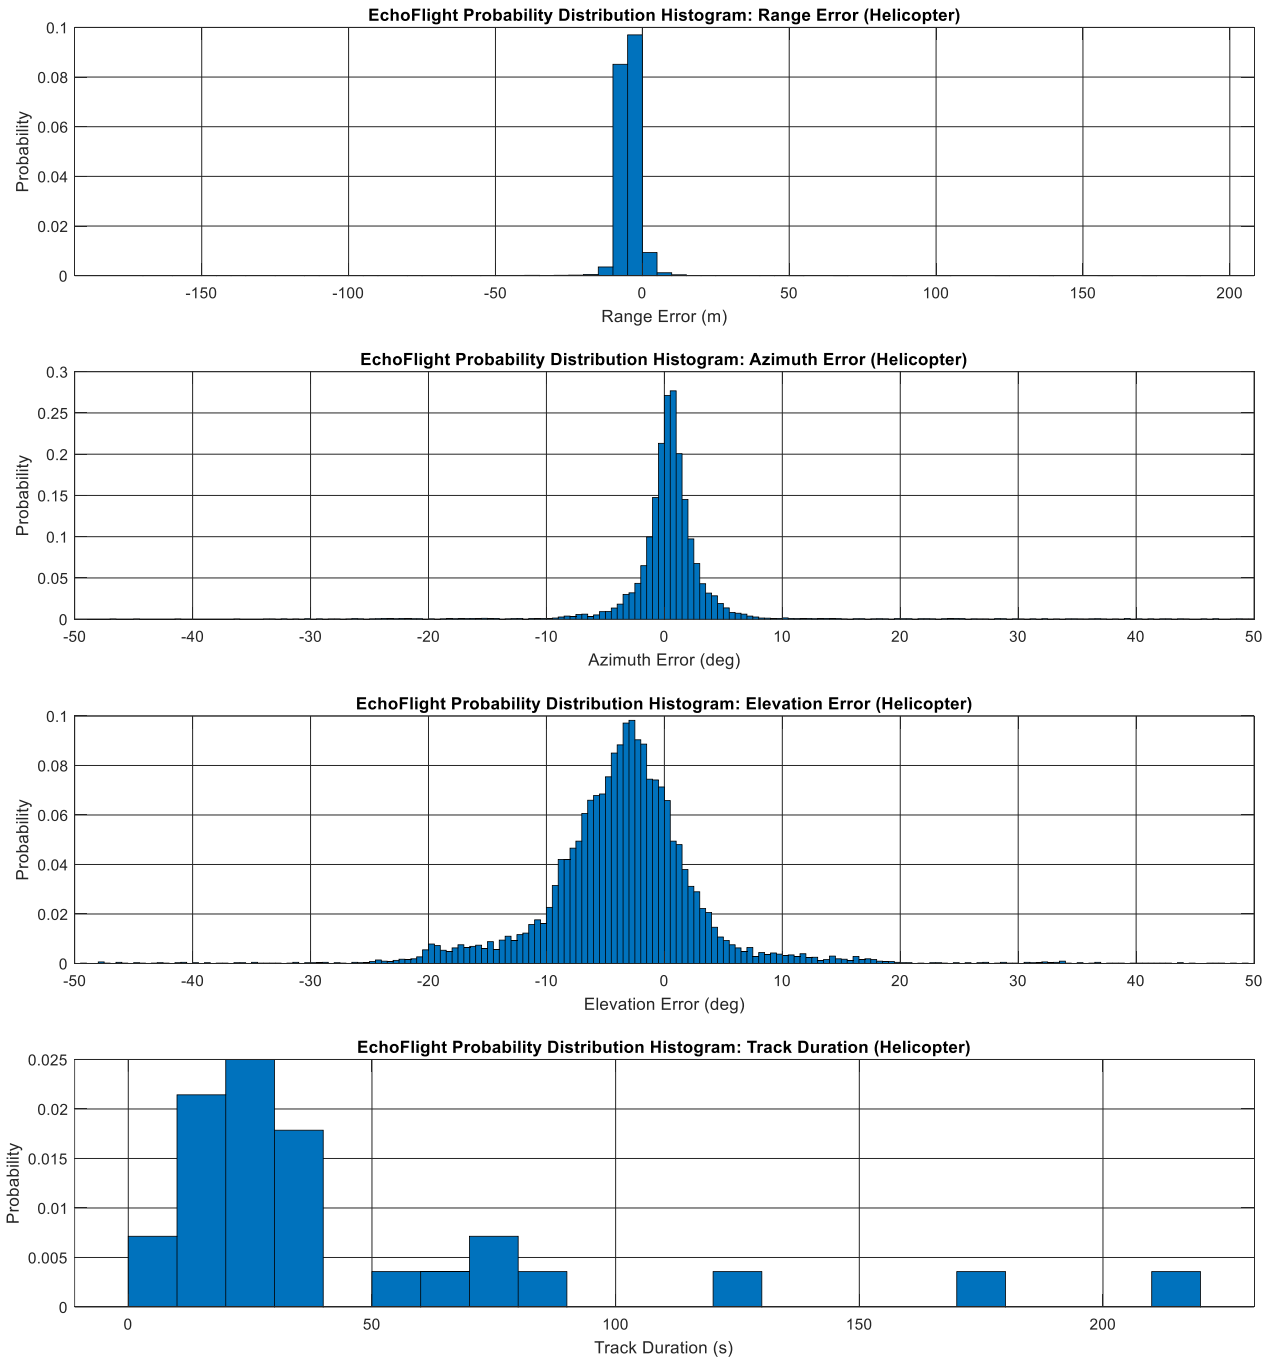 EchoFlight Probability Distribution Histogram: Range Error (Helicopter)
0.1
0.08
0.06
0.04
0.02
0
Probability
-150 -100 -50 0 50 100 150 200
Range Error (m)
EchoFlight Probability Distribution Histogram: Azimuth Error (Helicopter)
0.3
0.25
0.2
0.15
0.1
0.05
0
Probability
-50 -40 -30 -20 -10 0 10 20 30 40 50
Azimuth Error (deg)
EchoFlight Probability Distribution Histogram: Elevation Error (Helicopter)
0.1
0.08
0.06
0.04
0.02
0
Probability
-50 -40 -30 -20 -10 0 10 20 30 40 50
Elevation Error (deg)
EchoFlight Probability Distribution Histogram: Track Duration (Helicopter)
0.025
0.02
0.015
0.01
0.005
0
Probability
0 50 100 150 200
Track Duration (s)